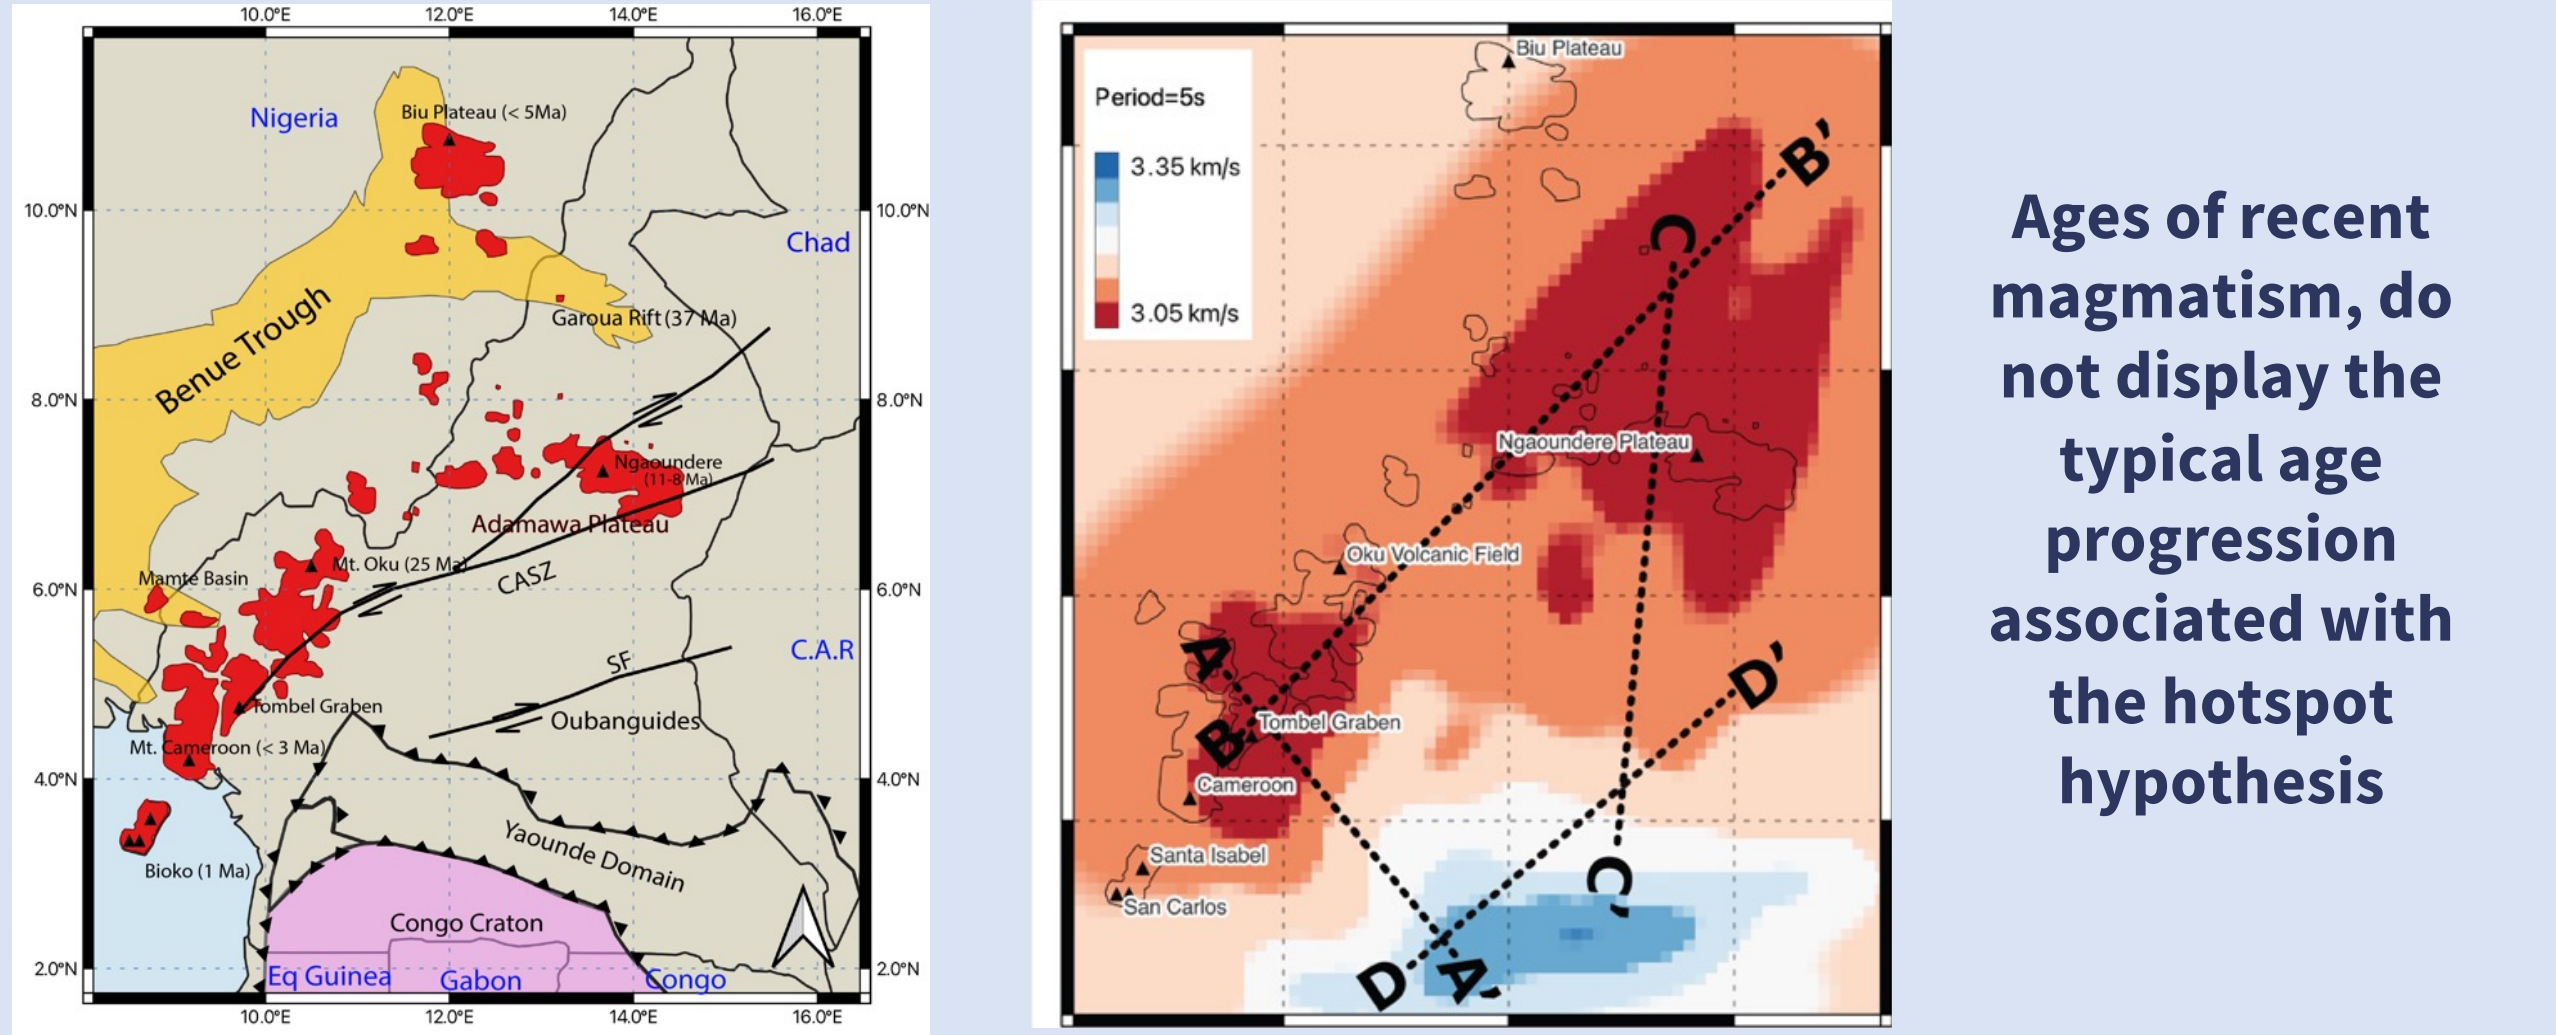 10.0°E 12.0°E 14.0°E 16.0°E
Nigeria
Biu Plateau (< 5Ma)
10.0°N
10.0°N
Chad
Benue Trough
Garoua Rift (37 Ma)
8.0°N
8.0°N
Ngaoundere
(11-8 Ma)
Adamawa Plateau
Mt. Oku (25 Ma)
Mamte Basin
CASZ
6.0°N
6.0°N
SF
C.A.R
Tombel Graben
Oubanguides
Mt. Cameroon (< 3 Ma)
4.0°N
4.0°N
Yaounde Domain
Bioko (1 Ma)
Congo Craton
2.0°N
2.0°N
Eq Guinea
Gabon
Congo
10.0°E 12.0°E 14.0°E 16.0°E
Biu Plateau
Period=5s
3.35 km/s
3.05 km/s
B'
C
Ngaoundere Plateau
Oku Volcanic Field
A
D'
Tombel Graben
B
Cameroon
Santa Isabel
C'
San Carlos
D
A'
Ages of recent
magmatism, do
not display the
typical age
progression
associated with
the hotspot
hypothesis